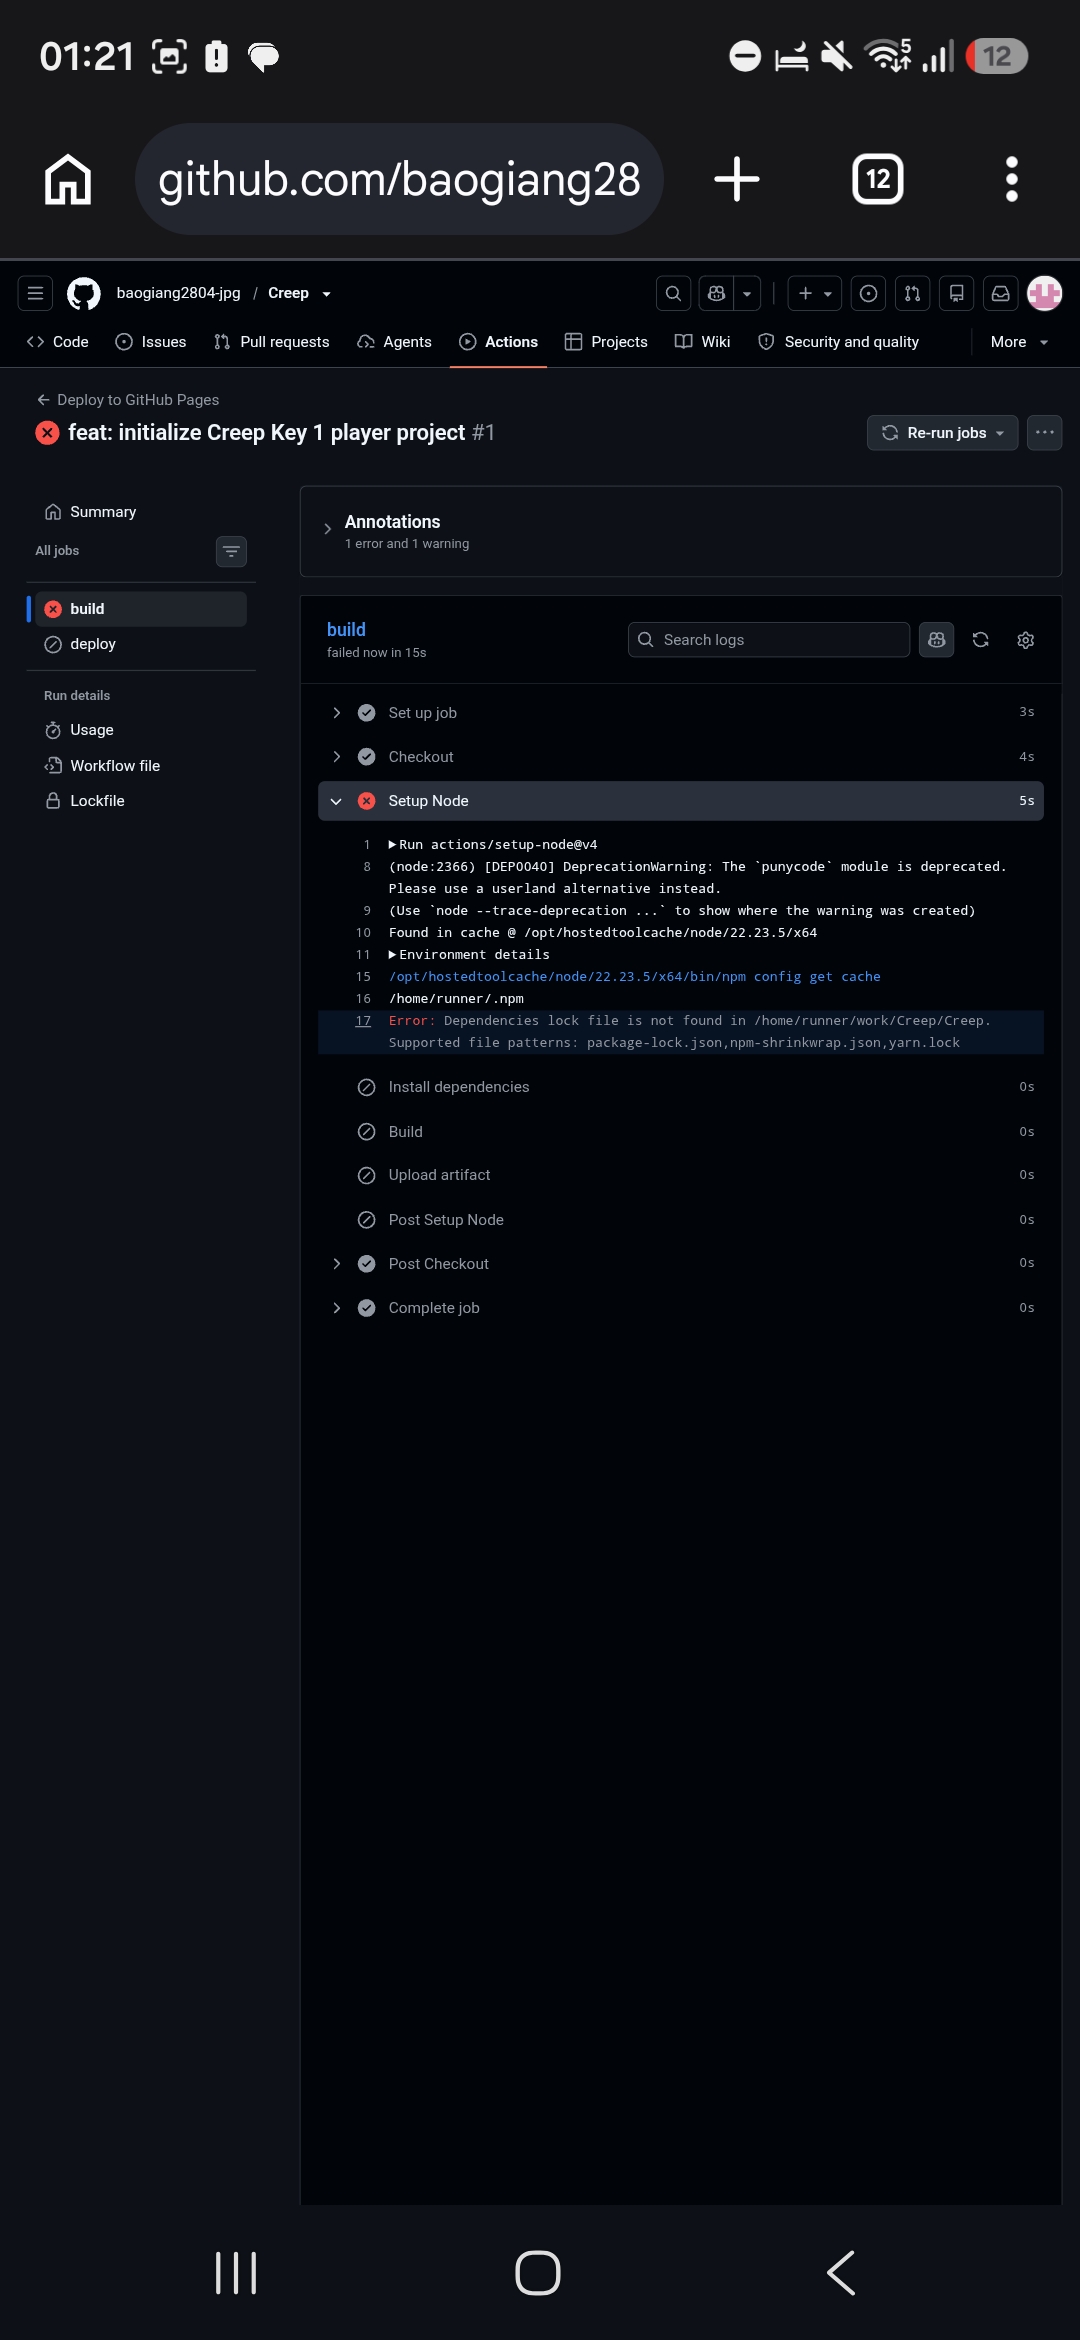 01:21
5
12
github.com/baogiang28
12
baogiang2804-jpg / Creep
Code Issues Pull requests Agents Actions Projects Wiki Security and quality More
Deploy to GitHub Pages
feat: initialize Creep Key 1 player project #1
Re-run jobs
Summary
All jobs
build
deploy
Run details
Usage
Workflow file
Lockfile
Annotations
1 error and 1 warning
build
failed now in 15s
Search logs
Set up job 3s
Checkout 4s
Setup Node 5s
1 Run actions/setup-node@v4
8 (node:2366) [DEP0040] DeprecationWarning: The `punycode` module is deprecated.
Please use a userland alternative instead.
9 (Use `node --trace-deprecation ...` to show where the warning was created)
10 Found in cache @ /opt/hostedtoolcache/node/22.23.5/x64
11 Environment details
15 /opt/hostedtoolcache/node/22.23.5/x64/bin/npm config get cache
16 /home/runner/.npm
17 Error: Dependencies lock file is not found in /home/runner/work/Creep/Creep.
Supported file patterns: package-lock.json,npm-shrinkwrap.json,yarn.lock
Install dependencies 0s
Build 0s
Upload artifact 0s
Post Setup Node 0s
Post Checkout 0s
Complete job 0s